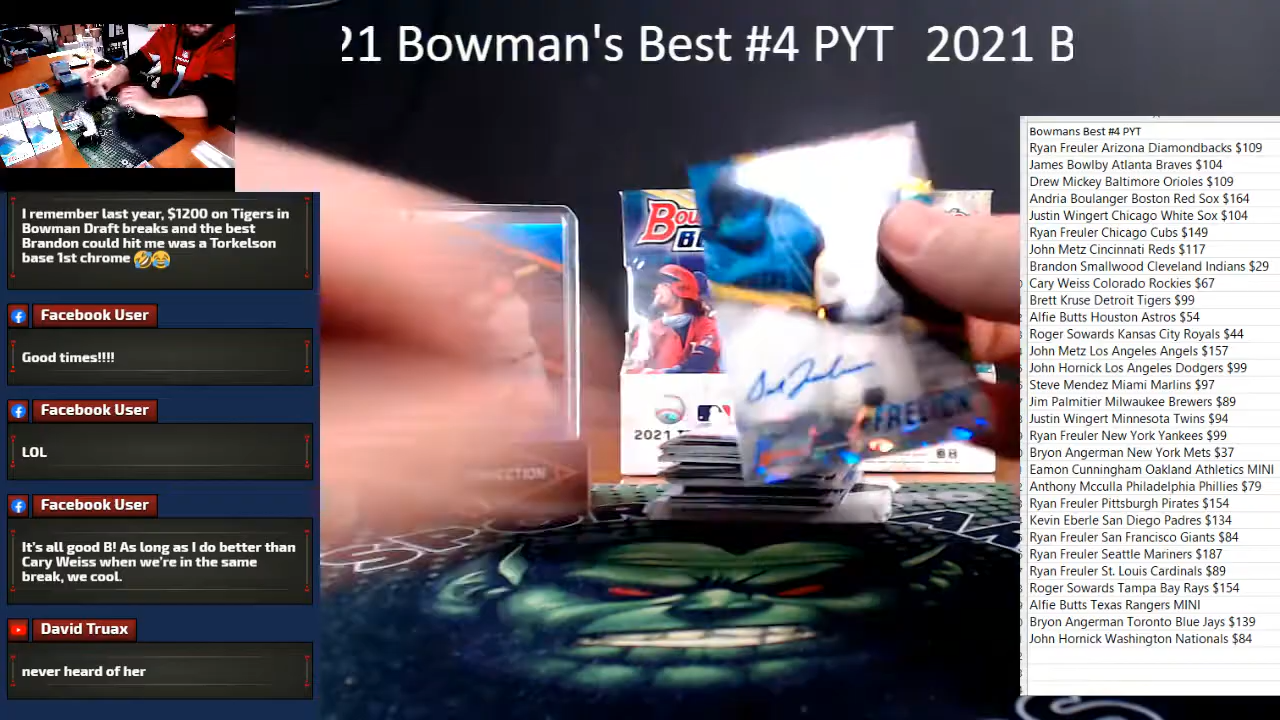 21 Bowman's Best #4 PYT 2021 B
I remember last year, $1200 on Tigers in
Bowman Draft breaks and the best
Brandon could hit me was a Torkelson
base 1st chrome 🤣😂
Facebook User
Good times!!!!
Facebook User
LOL
Facebook User
It's all good B! As long as I do better than
Cary Weiss when we're in the same
break, we cool.
David Truax
never heard of her
FRELICK
2021
Bowmans Best #4 PYT
Ryan Freuler Arizona Diamondbacks $109
James Bowlby Atlanta Braves $104
Drew Mickey Baltimore Orioles $109
Andria Boulanger Boston Red Sox $164
Justin Wingert Chicago White Sox $104
Ryan Freuler Chicago Cubs $149
John Metz Cincinnati Reds $117
Brandon Smallwood Cleveland Indians $29
Cary Weiss Colorado Rockies $67
Brett Kruse Detroit Tigers $99
Alfie Butts Houston Astros $54
Roger Sowards Kansas City Royals $44
John Metz Los Angeles Angels $157
John Hornick Los Angeles Dodgers $99
Steve Mendez Miami Marlins $97
Jim Palmitier Milwaukee Brewers $89
Justin Wingert Minnesota Twins $94
Ryan Freuler New York Yankees $99
Bryon Angerman New York Mets $37
Eamon Cunningham Oakland Athletics MINI
Anthony Mcculla Philadelphia Phillies $79
Ryan Freuler Pittsburgh Pirates $154
Kevin Eberle San Diego Padres $134
Ryan Freuler San Francisco Giants $84
Ryan Freuler Seattle Mariners $187
Ryan Freuler St. Louis Cardinals $89
Roger Sowards Tampa Bay Rays $154
Alfie Butts Texas Rangers MINI
Bryon Angerman Toronto Blue Jays $139
John Hornick Washington Nationals $84